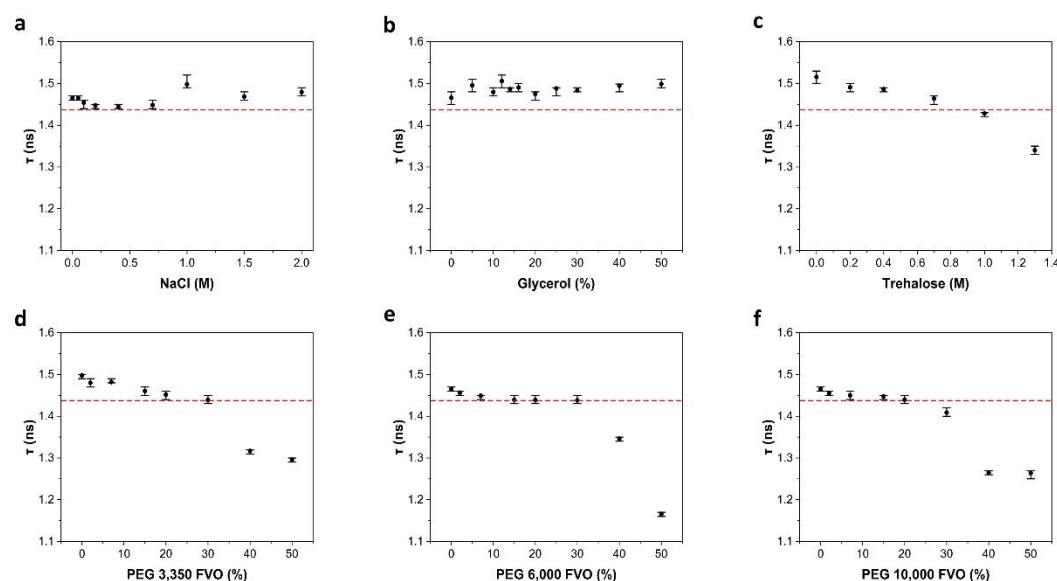 a
1.6
1.5
1.4
1.3
1.2
1.1
τ (ns)
0.0 0.5 1.0 1.5 2.0
NaCl (M)
b
1.6
1.5
1.4
1.3
1.2
1.1
τ (ns)
0 10 20 30 40 50
Glycerol (%)
c
1.6
1.5
1.4
1.3
1.2
1.1
τ (ns)
0.0 0.2 0.4 0.6 0.8 1.0 1.2 1.4
Trehalose (M)
d
1.6
1.5
1.4
1.3
1.2
1.1
τ (ns)
0 10 20 30 40 50
PEG 3,350 FVO (%)
e
1.6
1.5
1.4
1.3
1.2
1.1
τ (ns)
0 10 20 30 40 50
PEG 6,000 FVO (%)
f
1.6
1.5
1.4
1.3
1.2
1.1
τ (ns)
0 10 20 30 40 50
PEG 10,000 FVO (%)